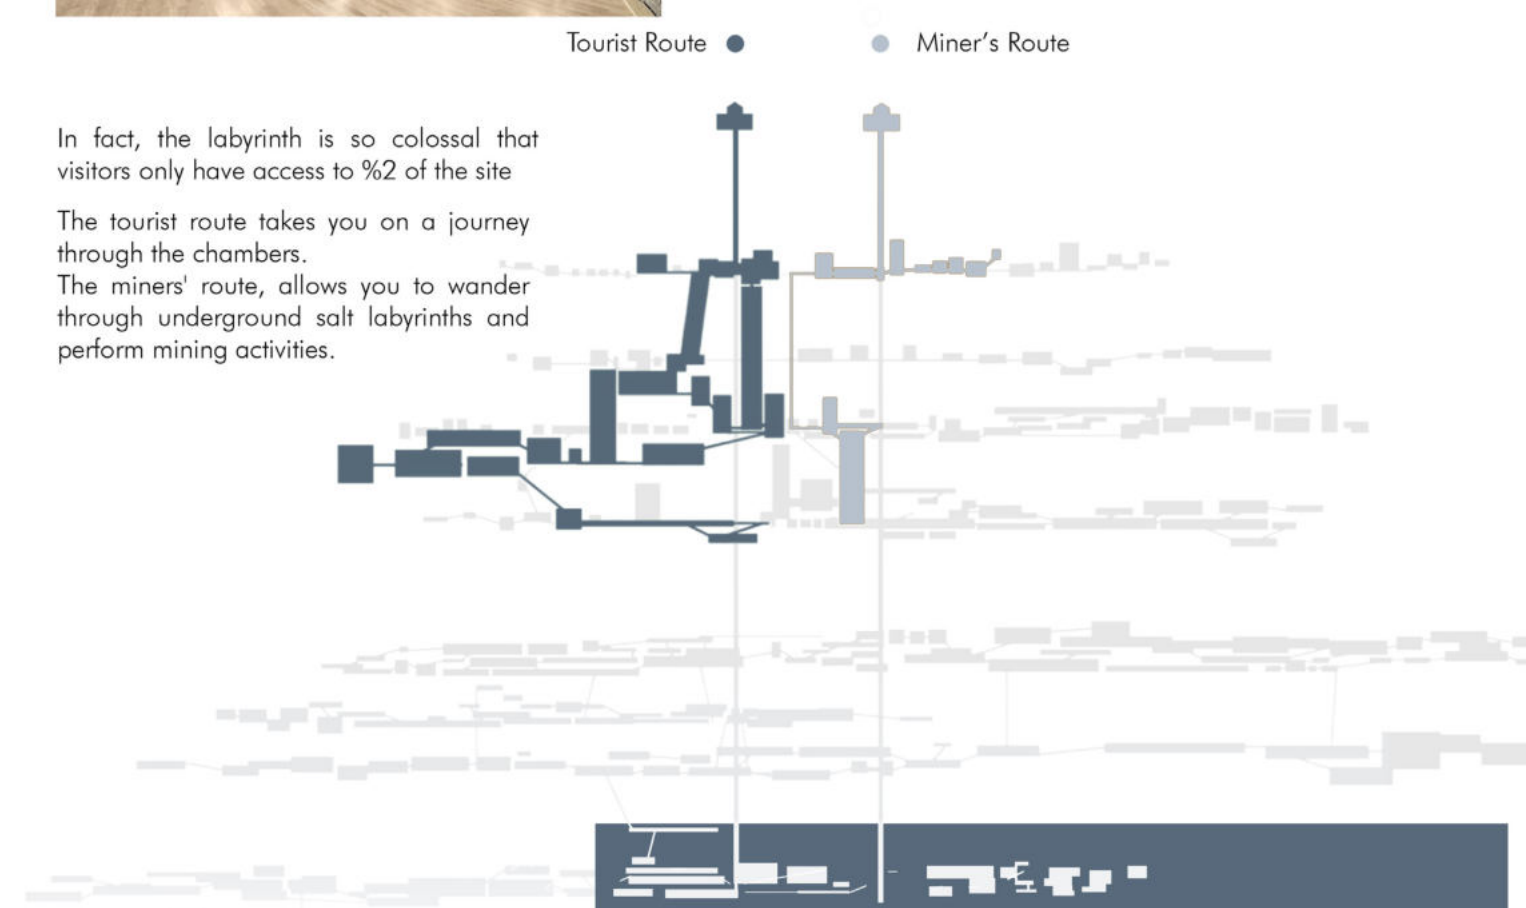 Tourist Route
Miner's Route
In fact, the labyrinth is so colossal that
visitors only have access to %2 of the site
The tourist route takes you on a journey
through the chambers.
The miners' route, allows you to wander
through underground salt labyrinths and
perform mining activities.